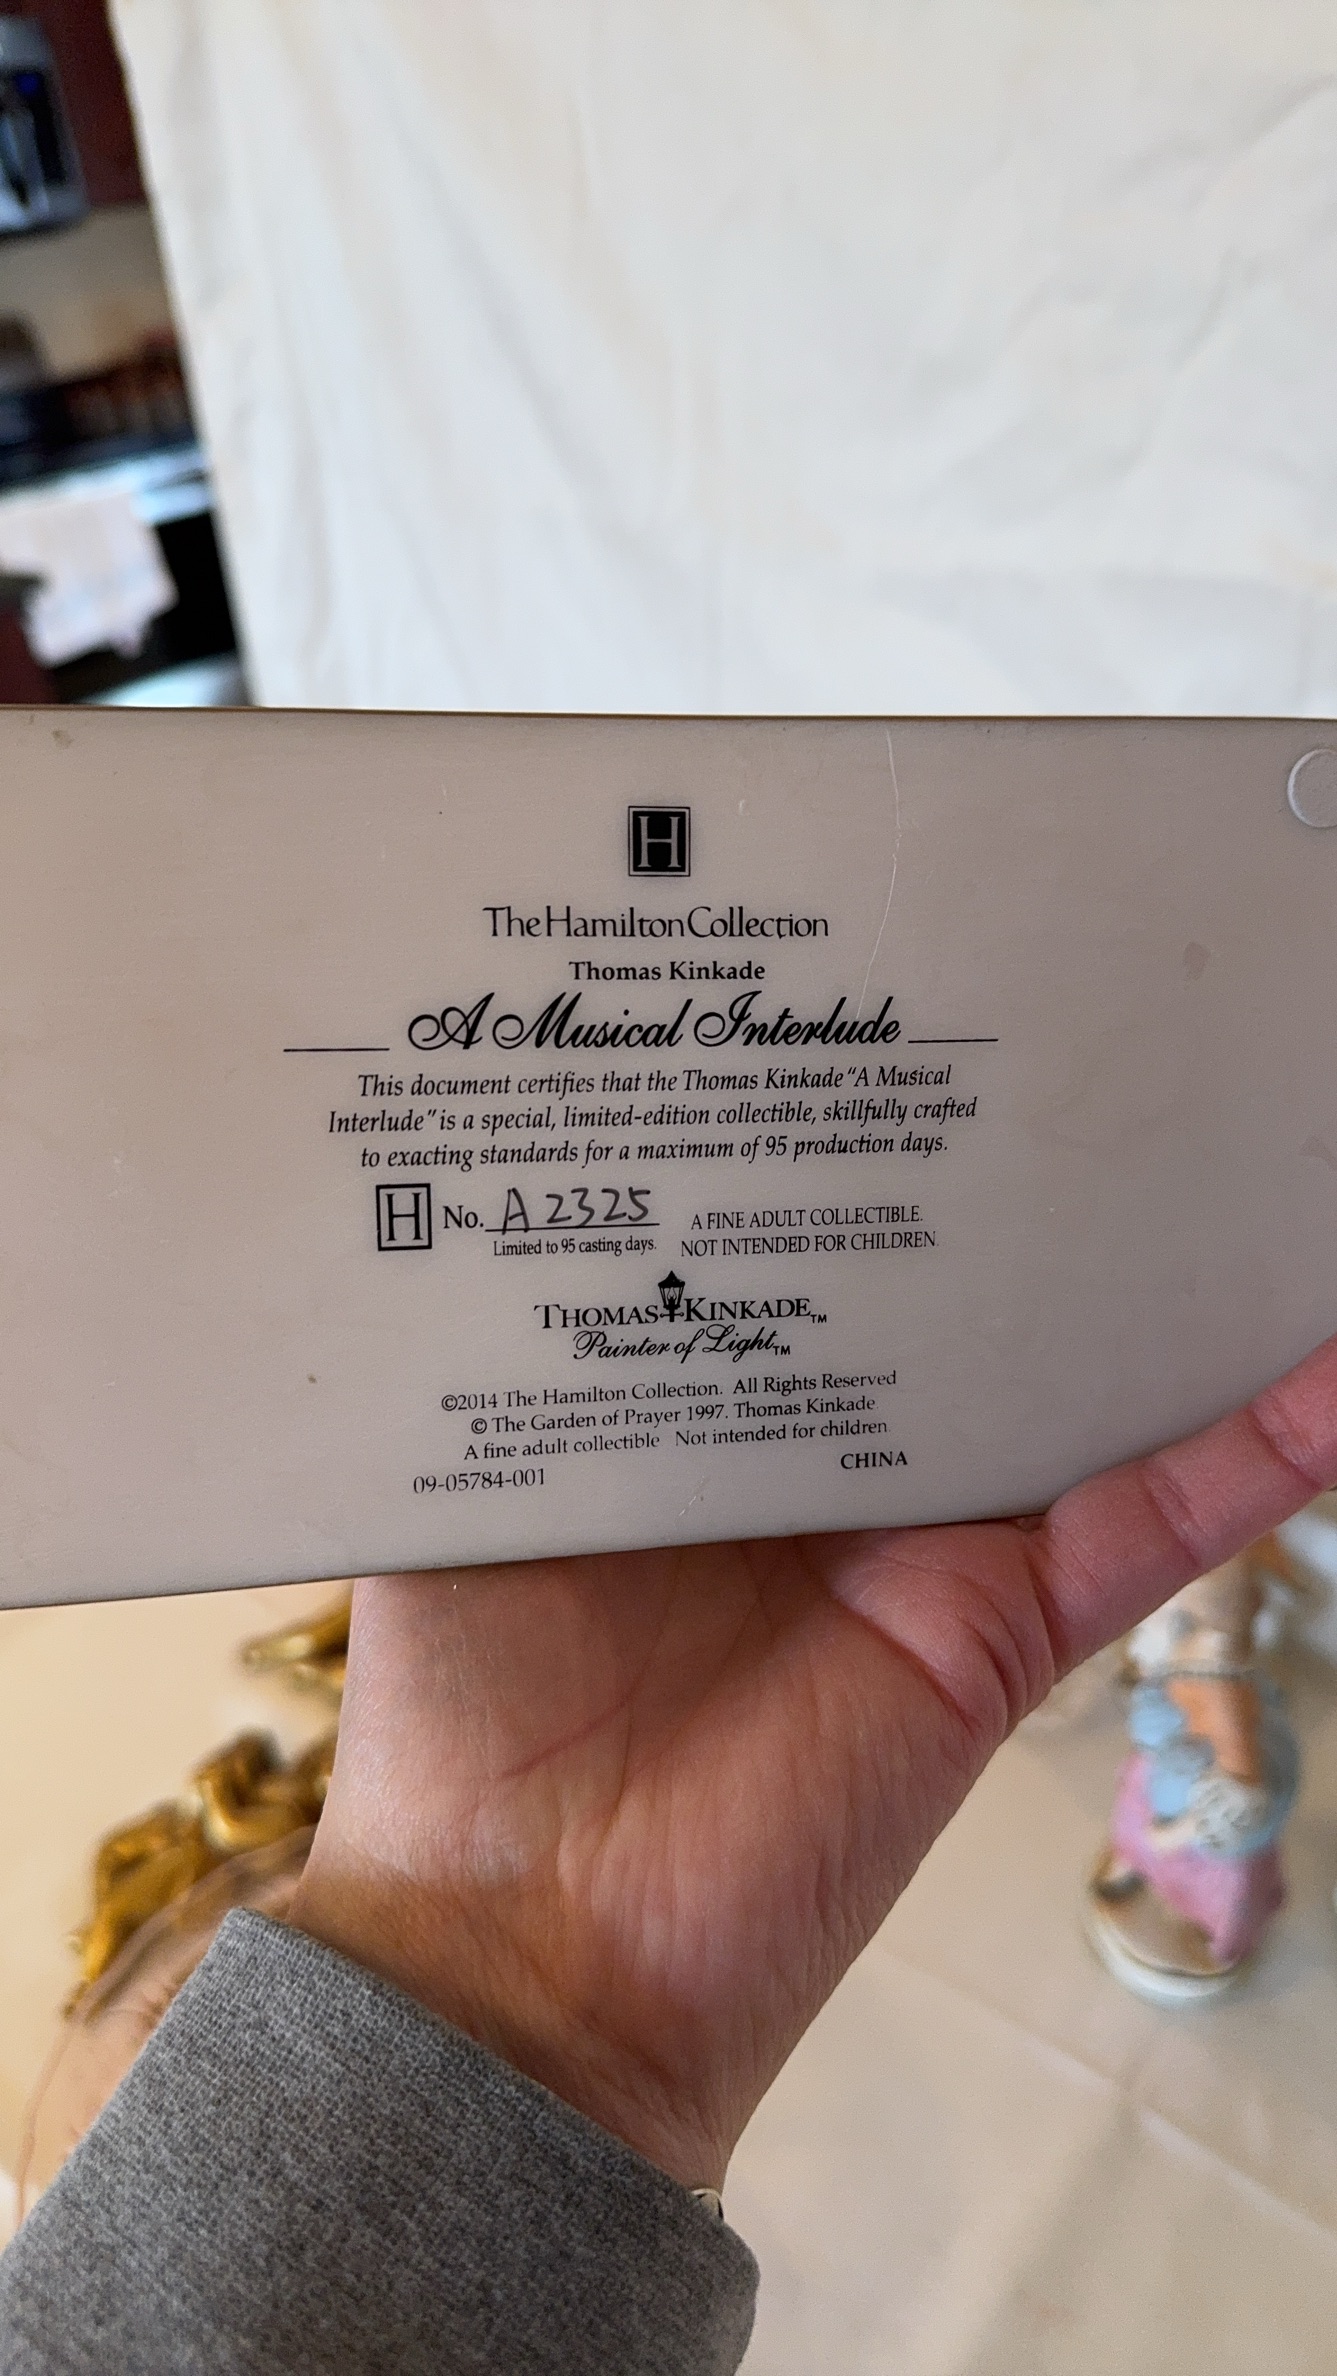 H
The Hamilton Collection
Thomas Kinkade
A Musical Interlude
This document certifies that the Thomas Kinkade "A Musical
Interlude" is a special, limited-edition collectible, skillfully crafted
to exacting standards for a maximum of 95 production days.
H No. A 2325
Limited to 95 casting days.
A FINE ADULT COLLECTIBLE.
NOT INTENDED FOR CHILDREN.
THOMAS KINKADE™
Painter of Light™
©2014 The Hamilton Collection. All Rights Reserved
© The Garden of Prayer 1997. Thomas Kinkade
A fine adult collectible Not intended for children.
09-05784-001
CHINA